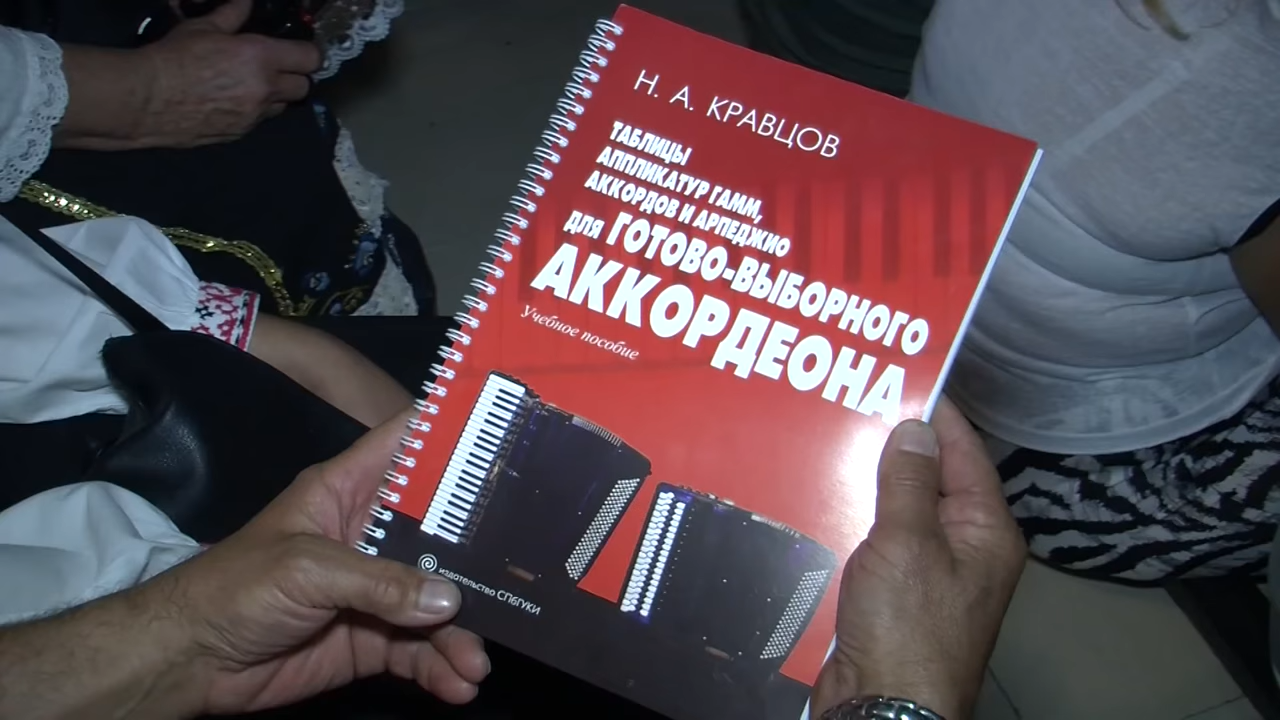 Н. А. КРАВЦОВ
ТАБЛИЦЫ
АППЛИКАТУР ГАММ,
АККОРДОВ И АРПЕДЖИО
ДЛЯ ГОТОВО-ВЫБОРНОГО
АККОРДЕОНА
Учебное пособие
издательство СПбГУКИ